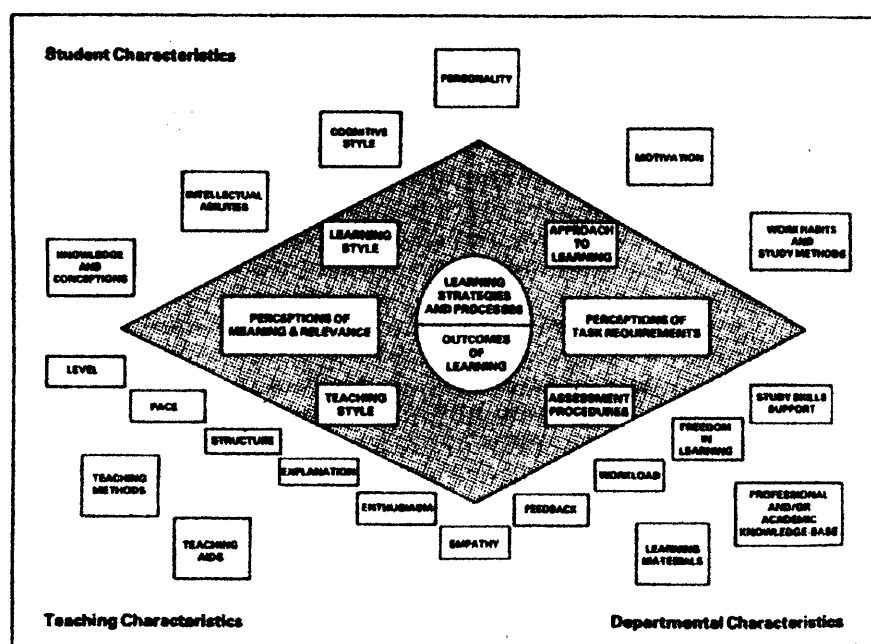 Student Characteristics
PERSONALITY
COGNITIVE
STYLE
MOTIVATION
INTELLECTUAL
ABILITIES
WORK HABITS
AND
STUDY METHODS
KNOWLEDGE
AND
CONCEPTIONS
LEARNING
STYLE
APPROACH
TO
LEARNING
LEARNING
STRATEGIES
AND PROCESSES
PERCEPTIONS OF
MEANING & RELEVANCE
PERCEPTIONS OF
TASK REQUIREMENTS
OUTCOMES
OF
LEARNING
TEACHING
STYLE
ASSESSMENT
PROCEDURES
LEVEL
PACE
STRUCTURE
EXPLANATION
ENTHUSIASM
EMPATHY
FEEDBACK
WORKLOAD
FREEDOM
IN
LEARNING
STUDY SKILLS
SUPPORT
TEACHING
METHODS
TEACHING
AIDS
LEARNING
MATERIALS
PROFESSIONAL
AND/OR
ACADEMIC
KNOWLEDGE-BASE
Teaching Characteristics
Departmental Characteristics